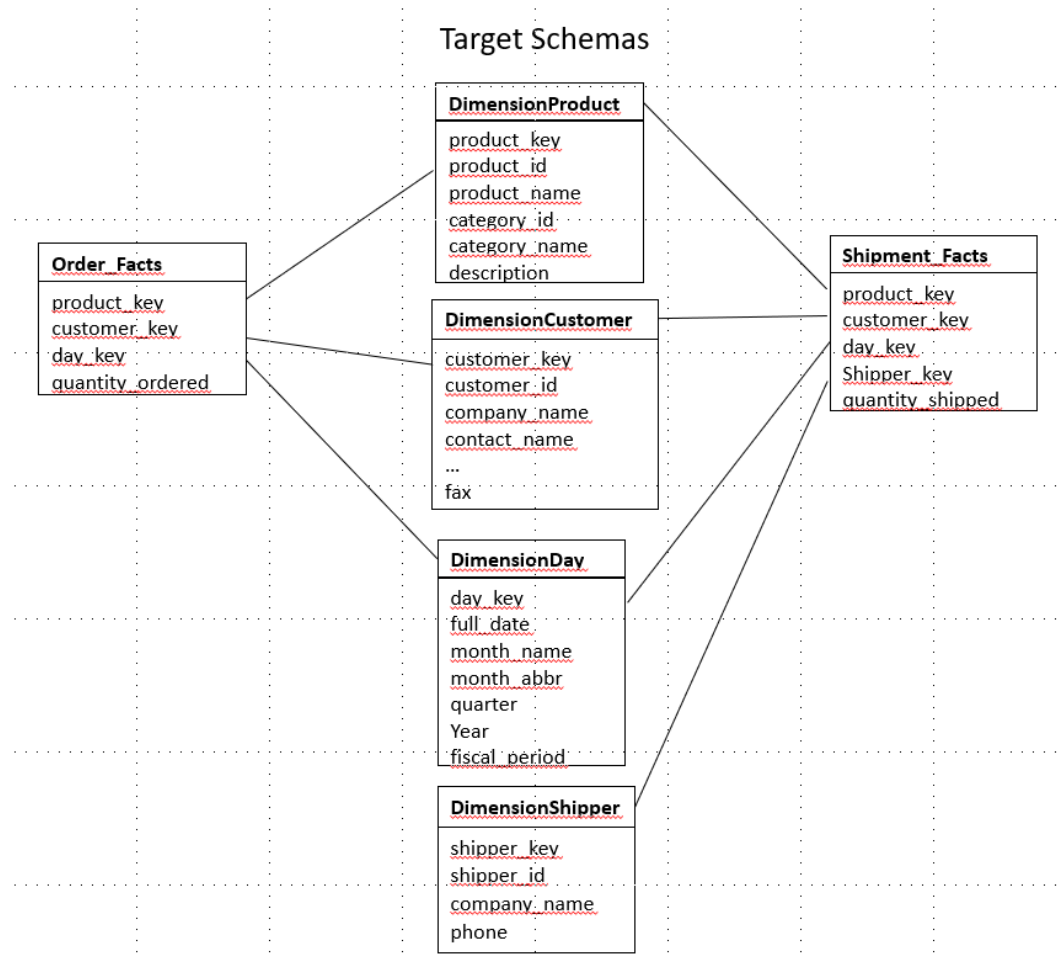 Target Schemas
DimensionProduct
product_key
product_id
product_name
category_id
category_name
description
Order_Facts
product_key
customer_key
day_key
quantity_ordered
Shipment_Facts
product_key
customer_key
day_key
Shipper_key
quantity_shipped
DimensionCustomer
customer_key
customer_id
company_name
contact_name
...
fax
DimensionDay
day_key
full_date
month_name
month_abbr
quarter
Year
fiscal_period
DimensionShipper
shipper_key
shipper_id
company_name
phone